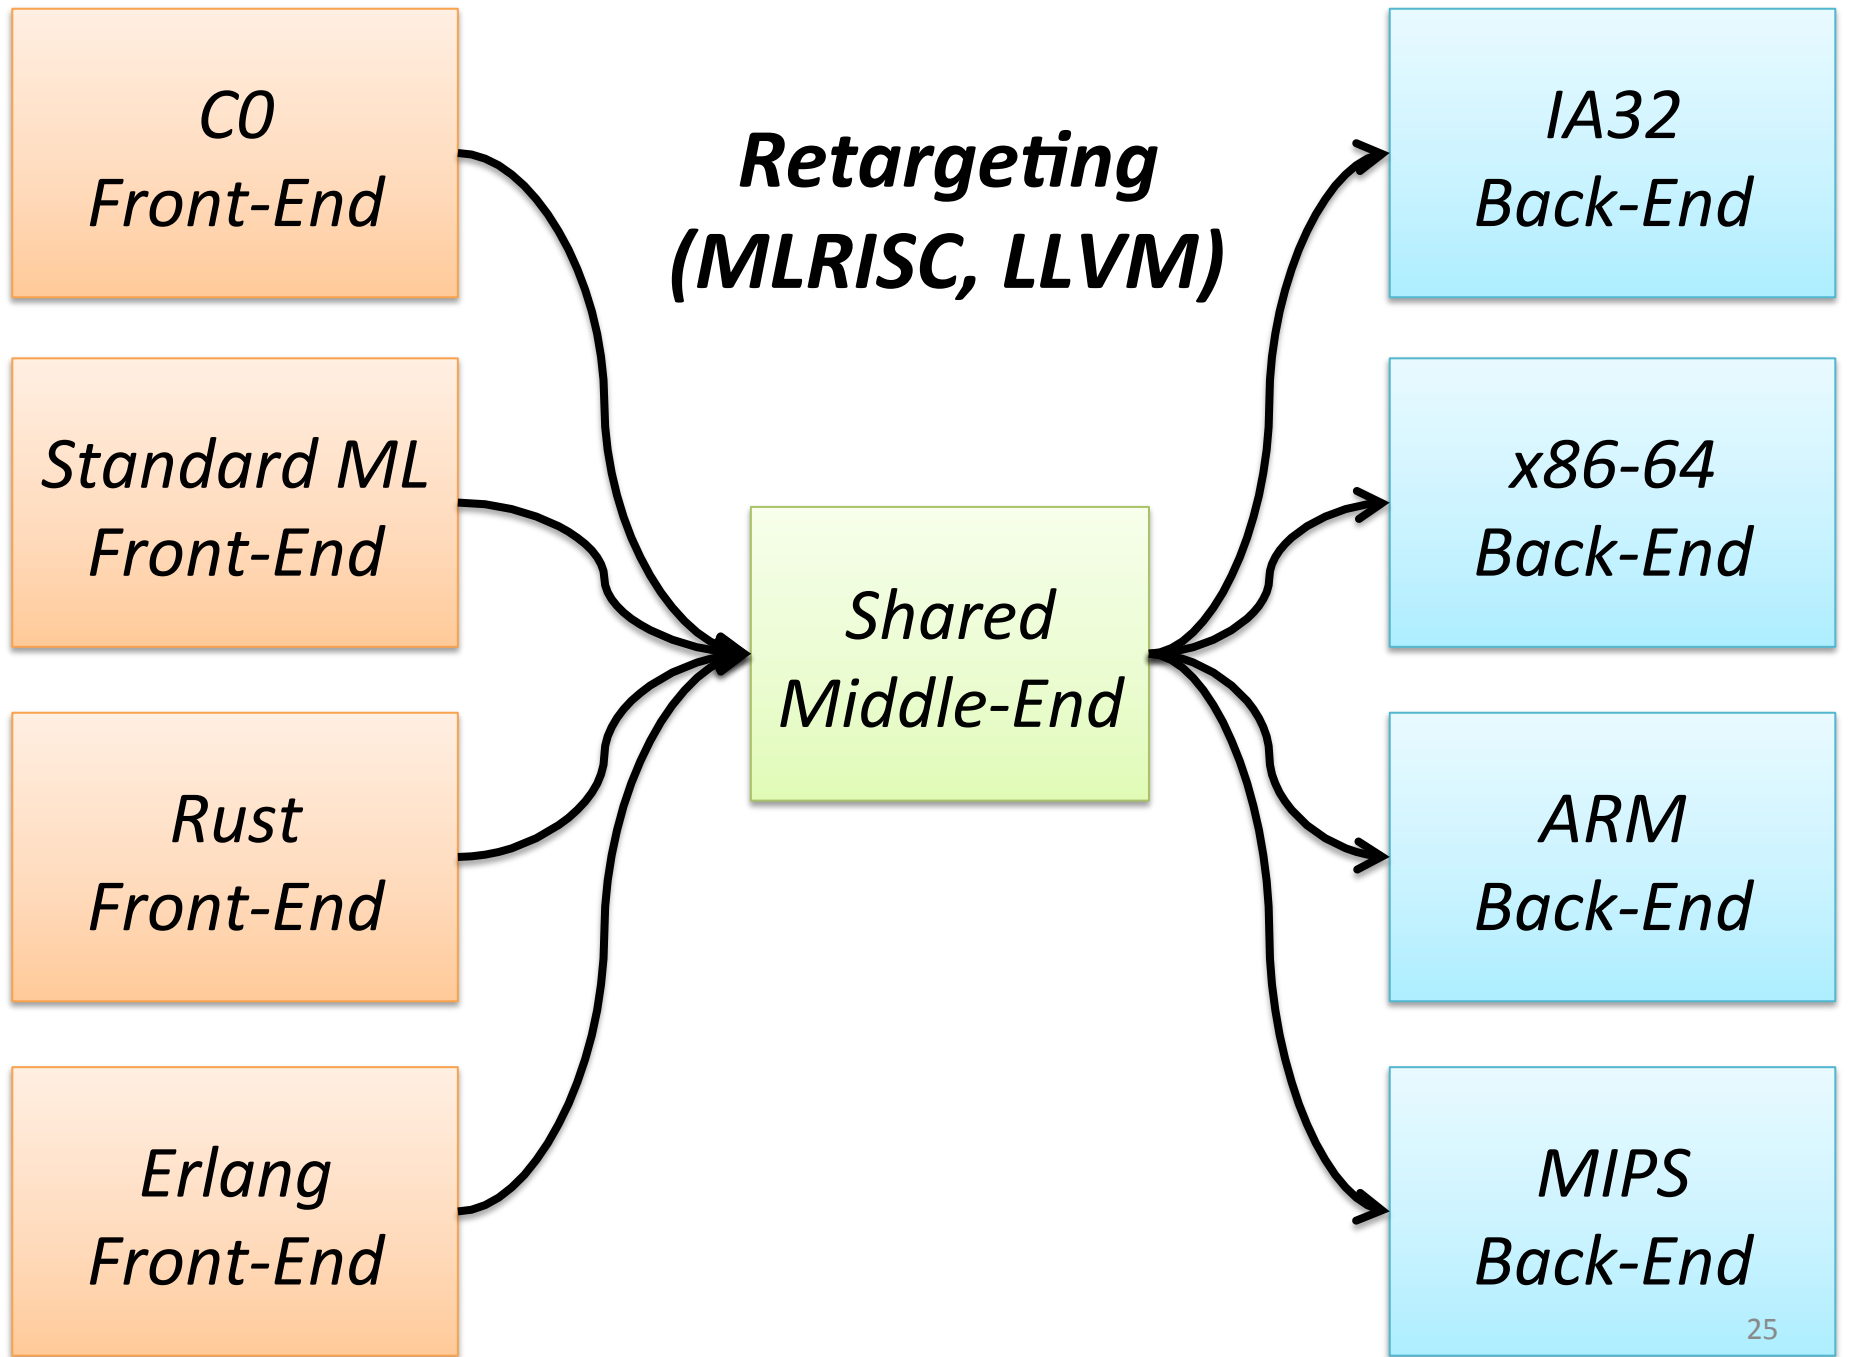 C0
Front-End
Retargeting
(MLRISC, LLVM)
IA32
Back-End
Standard ML
Front-End
x86-64
Back-End
Shared
Middle-End
Rust
Front-End
ARM
Back-End
Erlang
Front-End
MIPS
Back-End
25